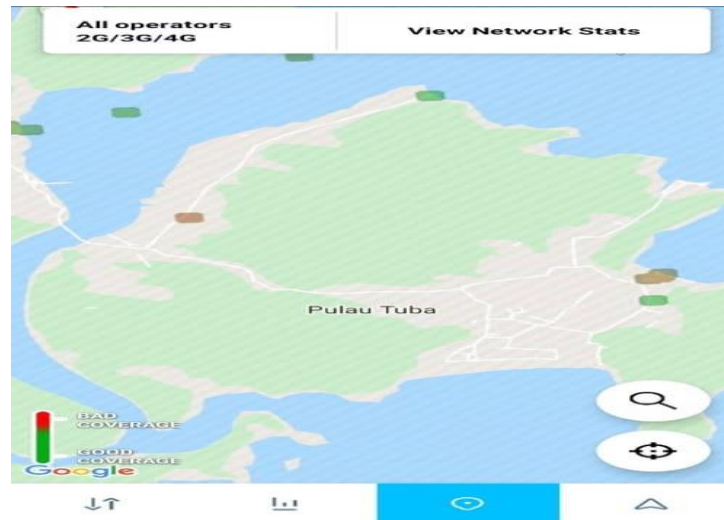 All operators
2G/3G/4G
View Network Stats
Pulau Tuba
BAD
COVERAGE
GOOD
COVERAGE
Google